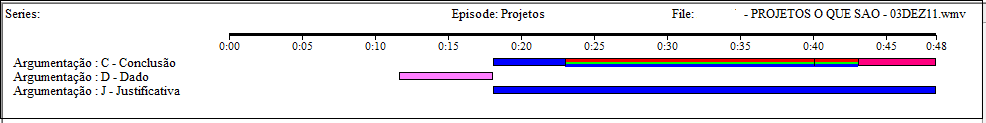 Series: Episode: Projetos File: - PROJETOS O QUE SAO - 03DEZ11.wmv
0:00 0:05 0:10 0:15 0:20 0:25 0:30 0:35 0:40 0:45 0:48
Argumentação : C - Conclusão
Argumentação : D - Dado
Argumentação : J - Justificativa